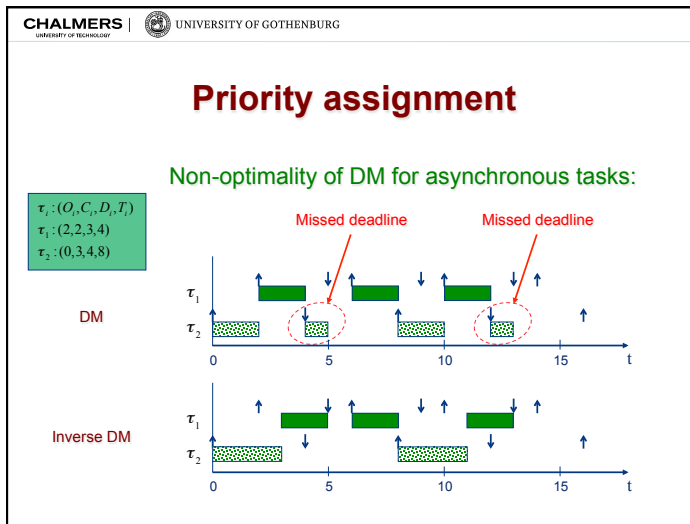 CHALMERS | UNIVERSITY OF GOTHENBURG
UNIVERSITY OF TECHNOLOGY
Priority assignment
Non-optimality of DM for asynchronous tasks:
τᵢ : (Oᵢ, Cᵢ, Dᵢ, Tᵢ)
τ₁ : (2,2,3,4)
τ₂ : (0,3,4,8)
Missed deadline
Missed deadline
DM
τ₁
τ₂
0 5 10 15 t
Inverse DM
τ₁
τ₂
0 5 10 15 t